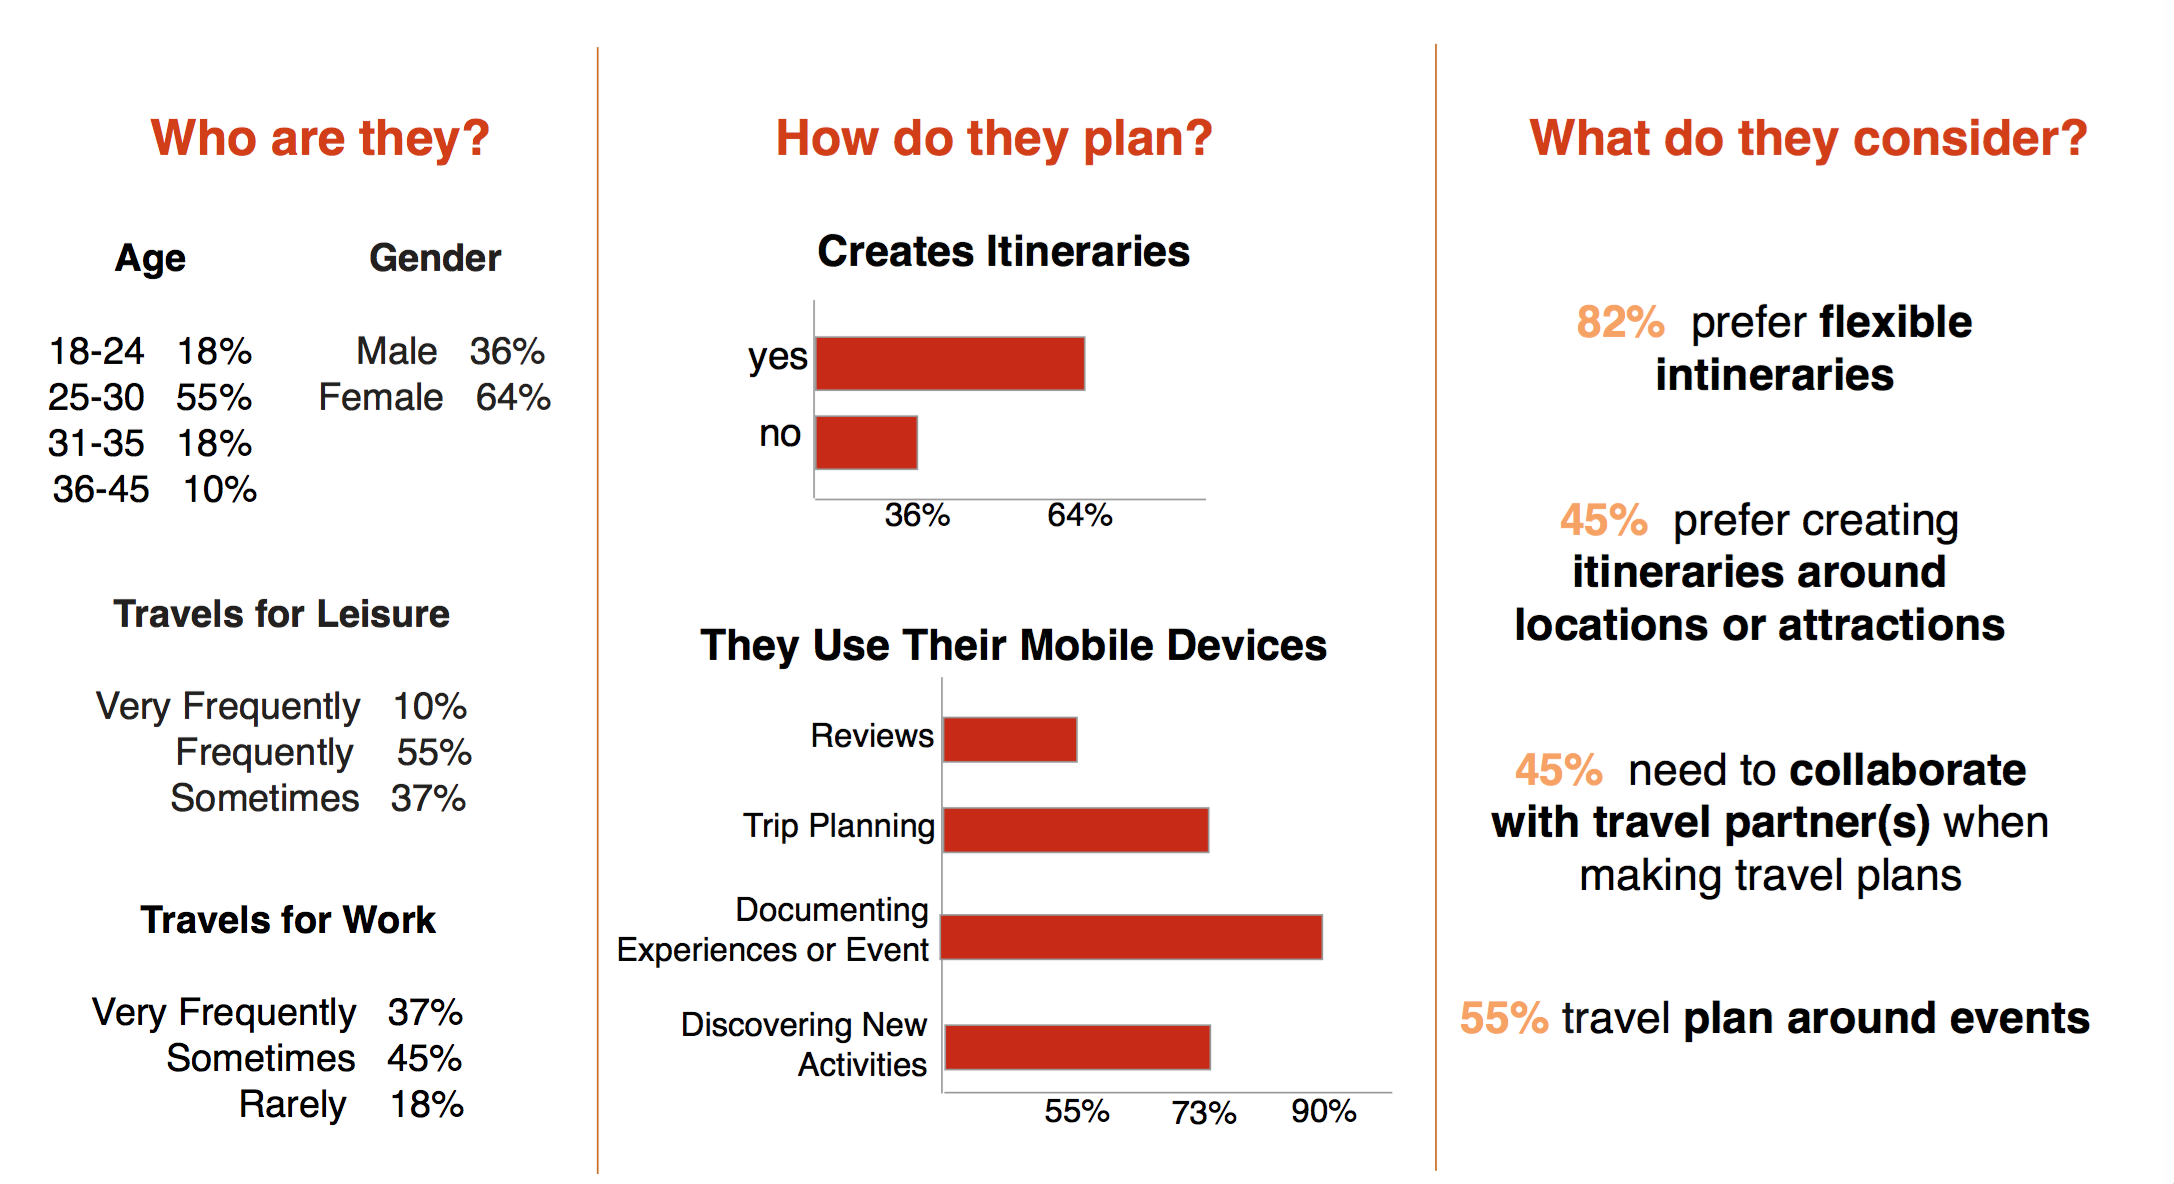 Who are they?
Age
18-24 18%
25-30 55%
31-35 18%
36-45 10%
Gender
Male 36%
Female 64%
Travels for Leisure
Very Frequently 10%
Frequently 55%
Sometimes 37%
Travels for Work
Very Frequently 37%
Sometimes 45%
Rarely 18%
How do they plan?
Creates Itineraries
yes
no
36% 64%
They Use Their Mobile Devices
Reviews
Trip Planning
Documenting
Experiences or Event
Discovering New
Activities
55% 73% 90%
What do they consider?
82% prefer flexible
intineraries
45% prefer creating
itineraries around
locations or attractions
45% need to collaborate
with travel partner(s) when
making travel plans
55% travel plan around events